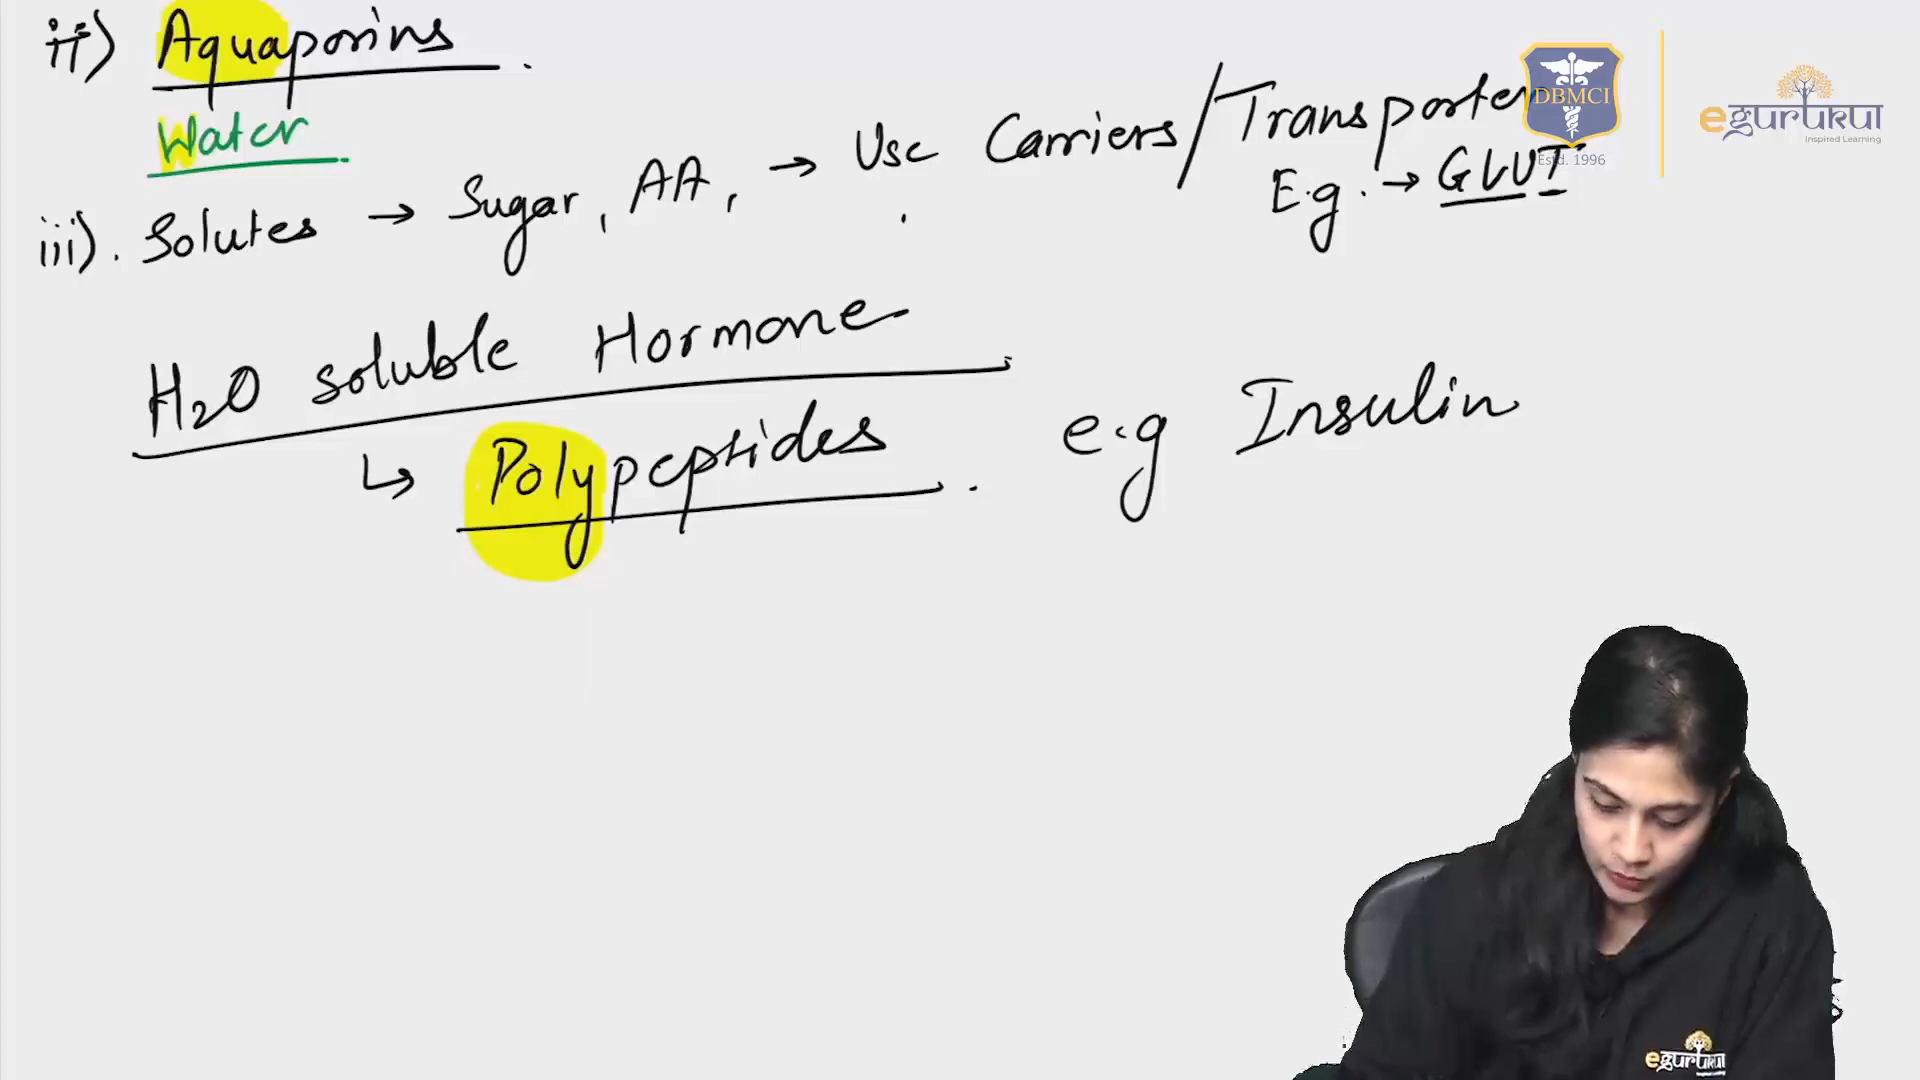 ii) Aquaporins.
Water
iii). Solutes → Sugar, AA, → Use Carriers/Transporter
E.g. → GLUT
H2O soluble Hormone
↳ Polypeptides. e.g Insulin
DBMCI
Estd. 1996
egurukul
Inspired Learning
egurukul